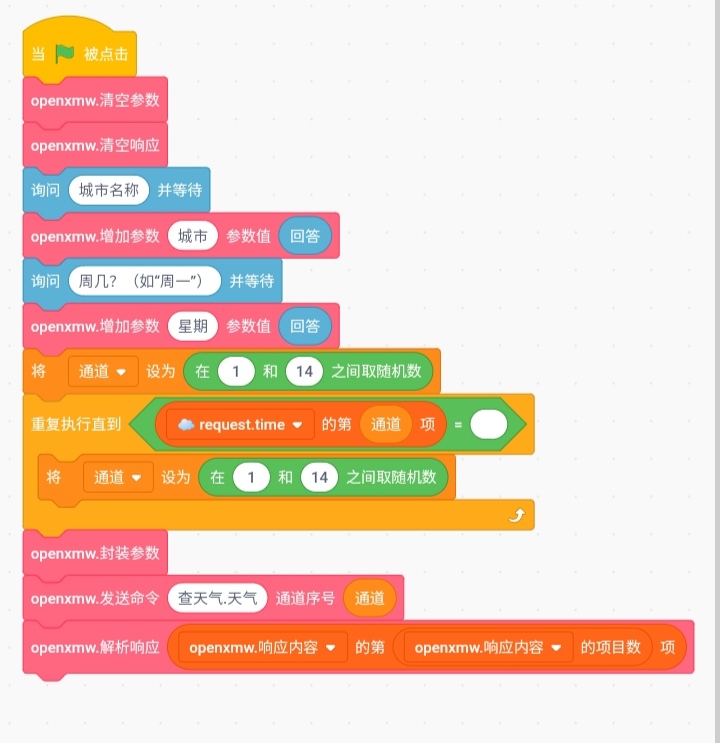 当 被点击
openxmw.清空参数
openxmw.清空响应
询问 城市名称 并等待
openxmw.增加参数 城市 参数值 回答
询问 周几？（如“周一”） 并等待
openxmw.增加参数 星期 参数值 回答
将 通道 设为 在 1 和 14 之间取随机数
重复执行直到 request.time 的第 通道 项 =
将 通道 设为 在 1 和 14 之间取随机数
openxmw.封装参数
openxmw.发送命令 查天气.天气 通道序号 通道
openxmw.解析响应 openxmw.响应内容 的第 openxmw.响应内容 的项目数 项